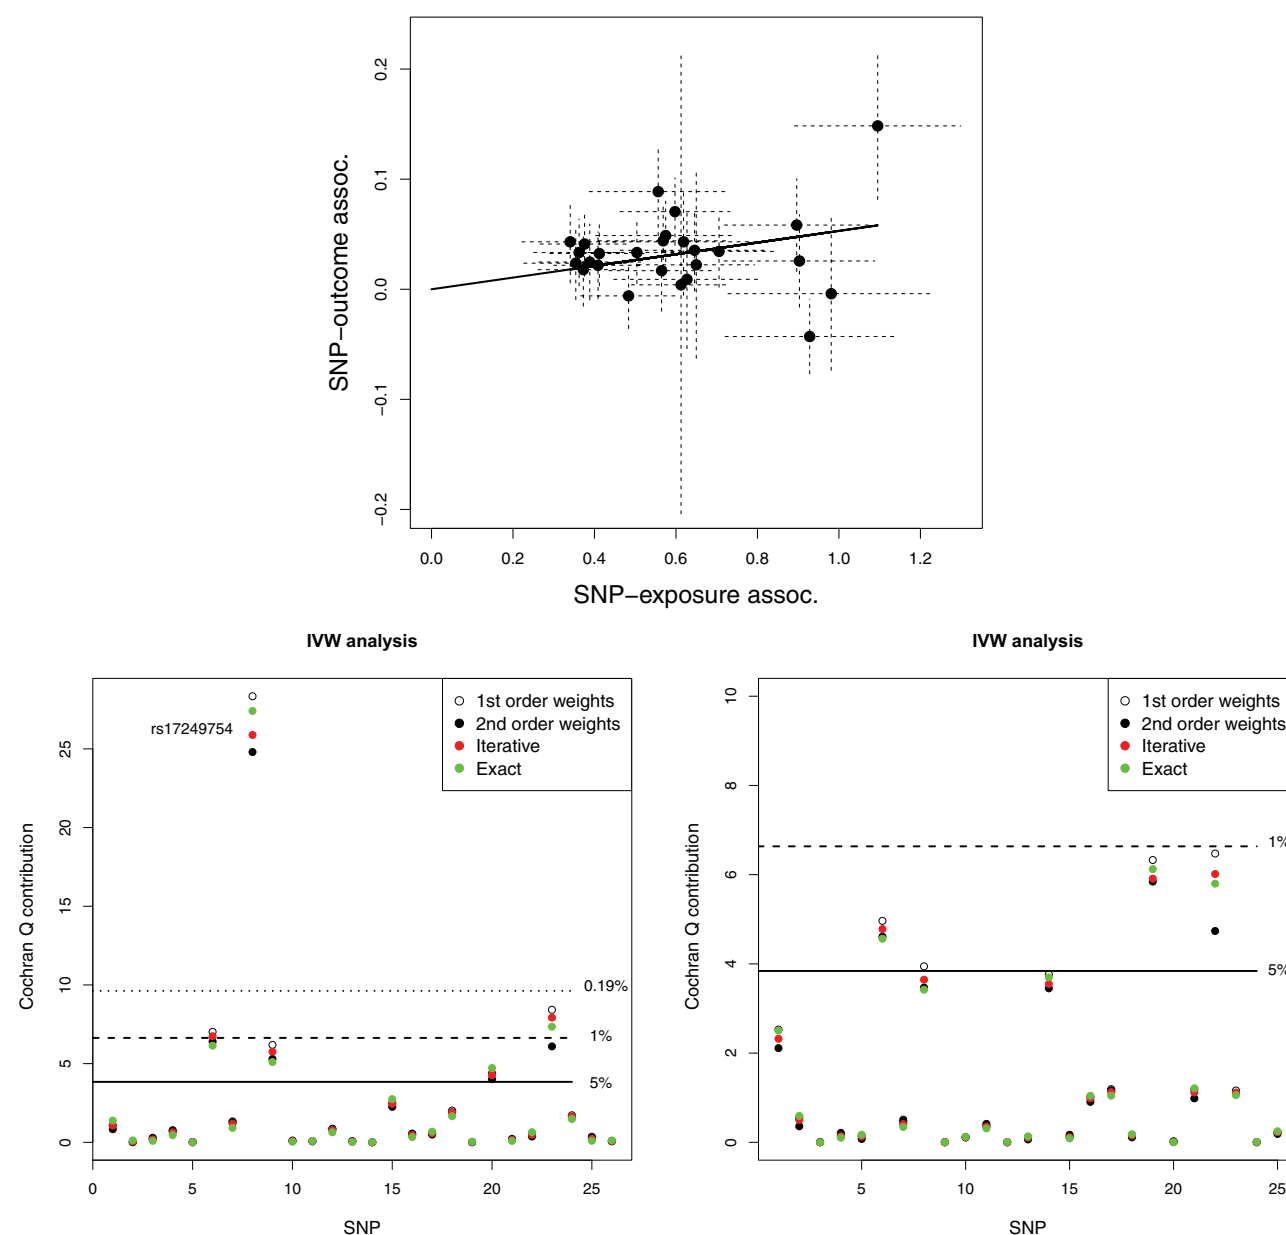 SNP−outcome assoc.
0.2
0.1
0.0
−0.1
−0.2
0.0 0.2 0.4 0.6 0.8 1.0 1.2
SNP−exposure assoc.
IVW analysis
Cochran Q contribution
25
20
15
10
5
0
1st order weights
2nd order weights
Iterative
Exact
rs17249754
0.19%
1%
5%
0 5 10 15 20 25
SNP
IVW analysis
Cochran Q contribution
10
8
6
4
2
0
1st order weights
2nd order weights
Iterative
Exact
1%
5%
5 10 15 20 25
SNP